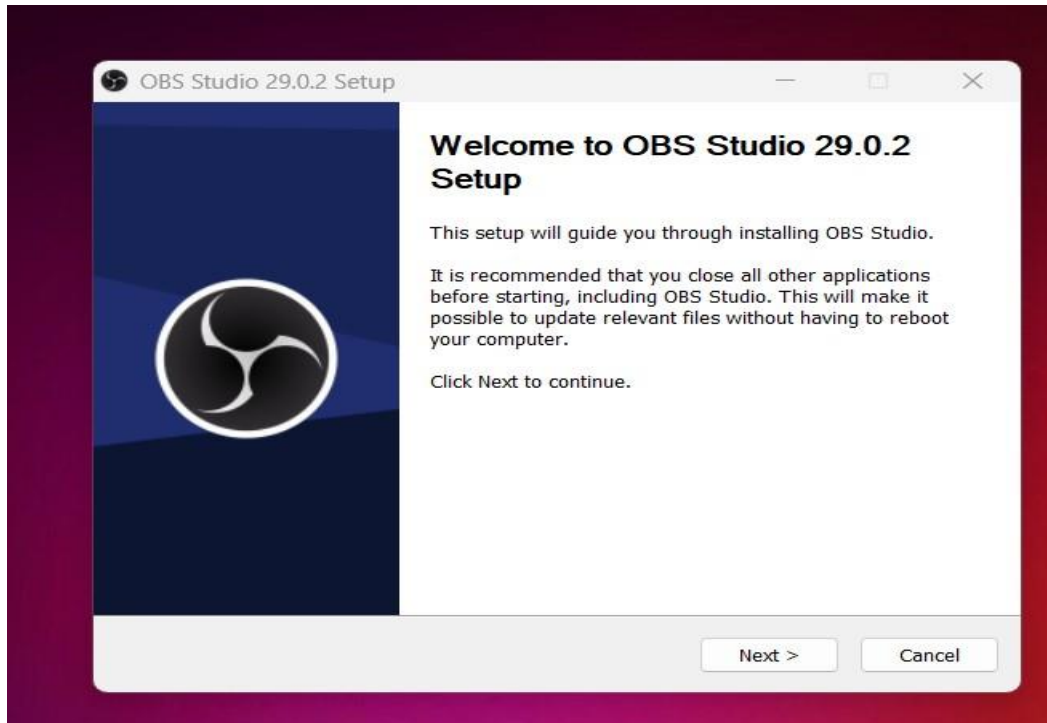 OBS Studio 29.0.2 Setup
Welcome to OBS Studio 29.0.2
Setup
This setup will guide you through installing OBS Studio.
It is recommended that you close all other applications
before starting, including OBS Studio. This will make it
possible to update relevant files without having to reboot
your computer.
Click Next to continue.
Next >
Cancel